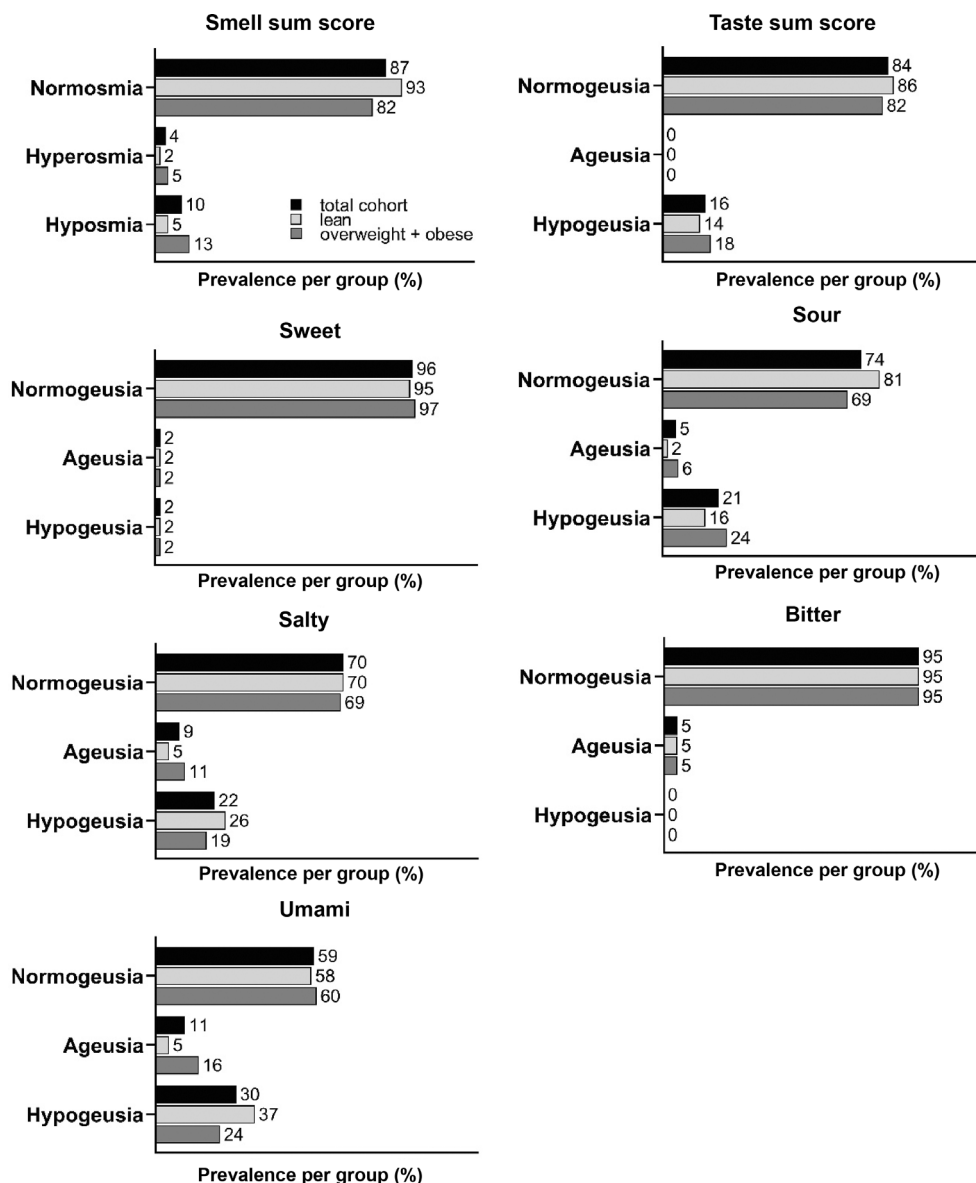 Smell sum score
Normosmia
87
93
82
Hyperosmia
4
2
5
Hyposmia
10
5
13
total cohort
lean
overweight + obese
Prevalence per group (%)
Taste sum score
Normogeusia
84
86
82
Ageusia
0
0
0
Hypogeusia
16
14
18
Prevalence per group (%)
Sweet
Normogeusia
96
95
97
Ageusia
2
2
2
Hypogeusia
2
2
2
Prevalence per group (%)
Sour
Normogeusia
74
81
69
Ageusia
5
2
6
Hypogeusia
21
16
24
Prevalence per group (%)
Salty
Normogeusia
70
70
69
Ageusia
9
5
11
Hypogeusia
22
26
19
Prevalence per group (%)
Bitter
Normogeusia
95
95
95
Ageusia
5
5
5
Hypogeusia
0
0
0
Prevalence per group (%)
Umami
Normogeusia
59
58
60
Ageusia
11
5
16
Hypogeusia
30
37
24
Prevalence per group (%)